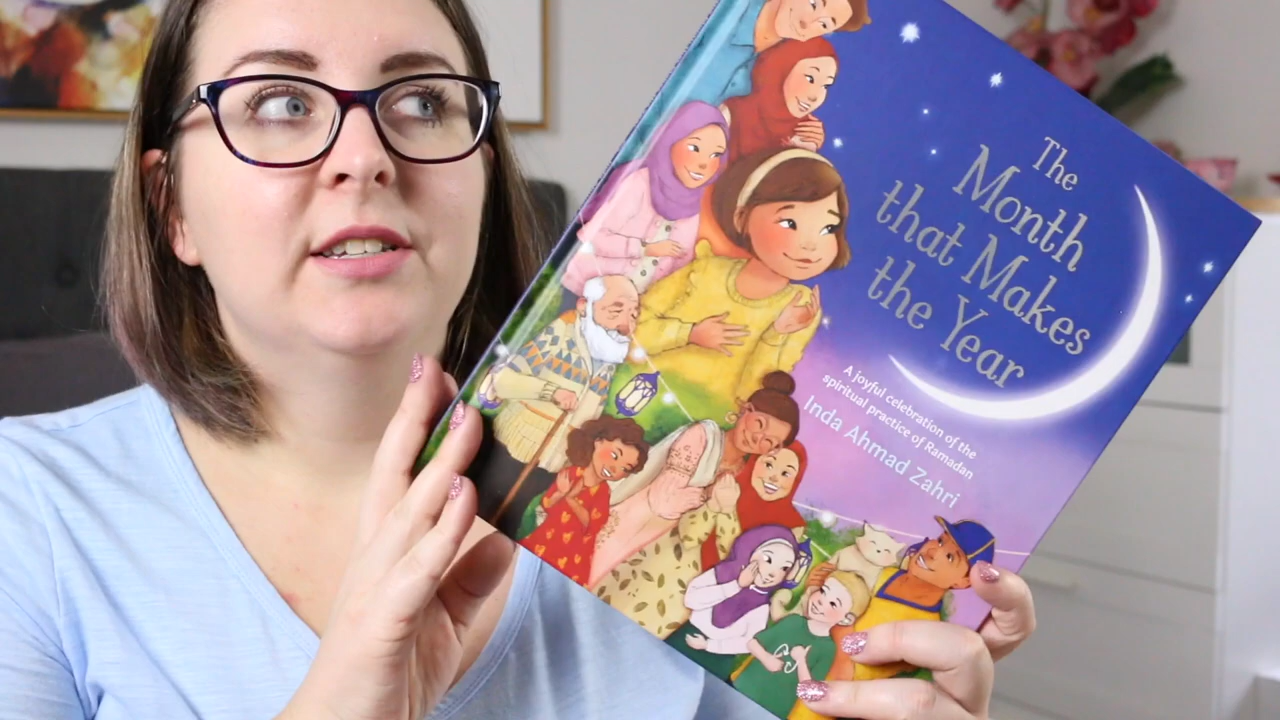 The
Month
that Makes
the Year
A joyful celebration of the
spiritual practice of Ramadan
Inda Ahmad Zahri